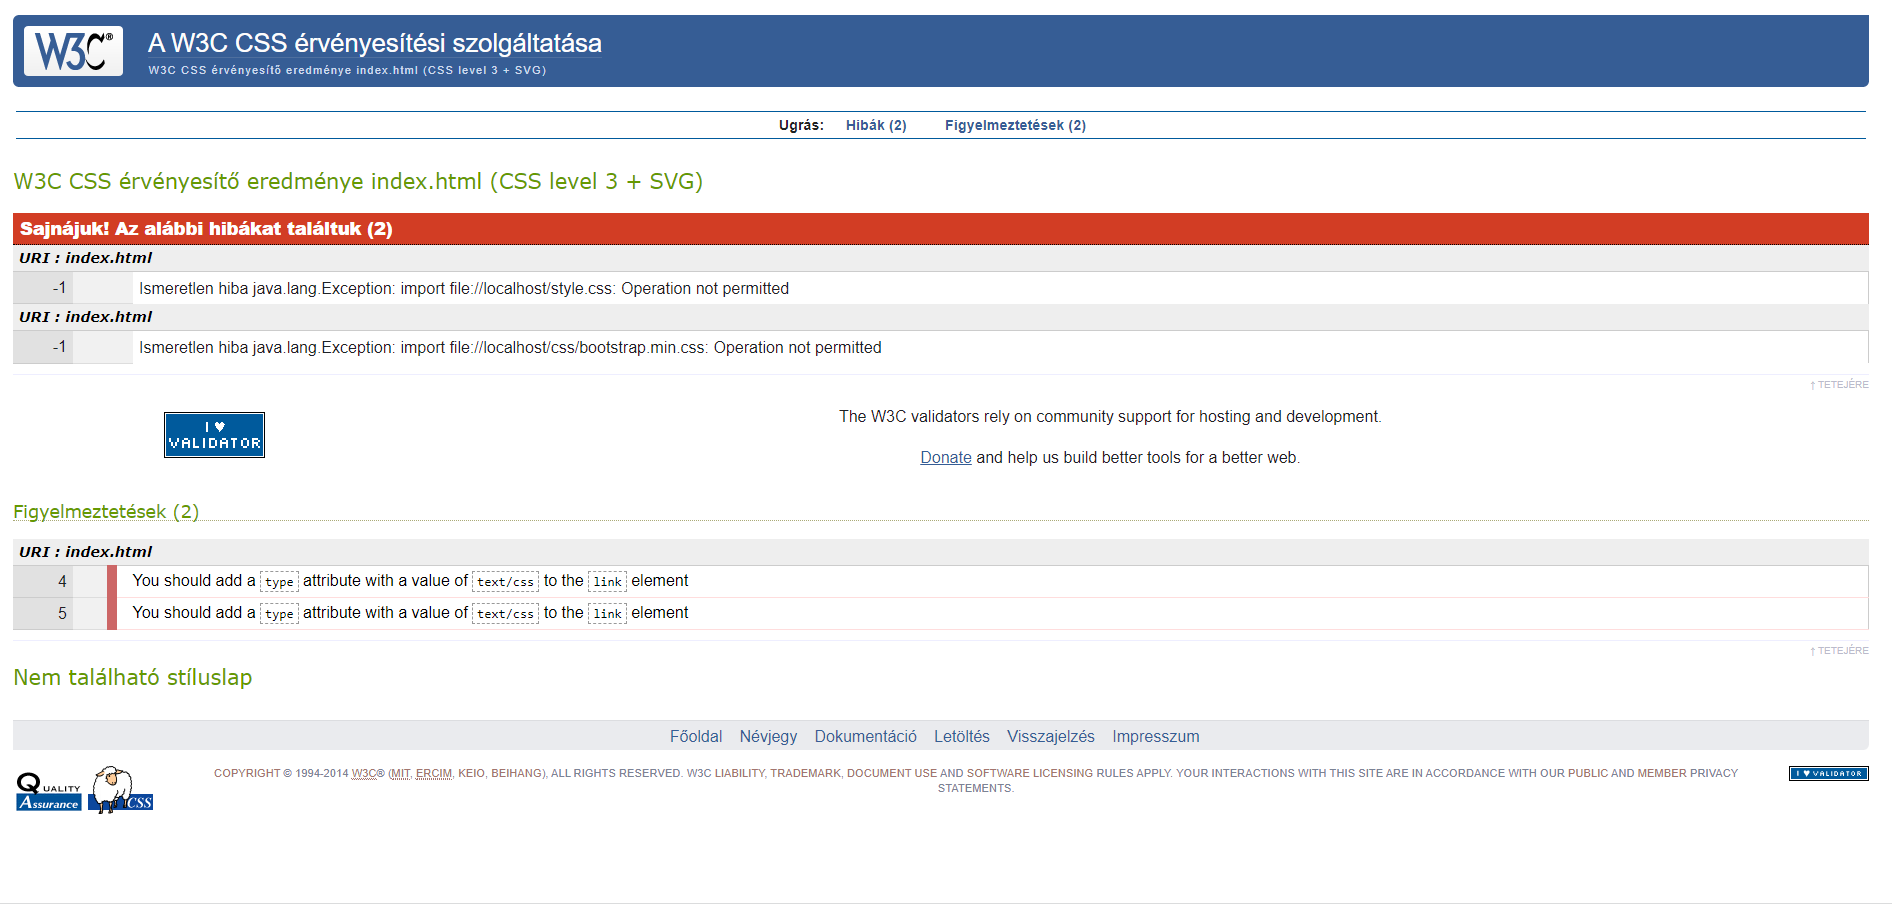 W3C®
A W3C CSS érvényesítési szolgáltatása
W3C CSS érvényesítő eredménye index.html (CSS level 3 + SVG)
Ugrás: Hibák (2) Figyelmeztetések (2)
W3C CSS érvényesítő eredménye index.html (CSS level 3 + SVG)
Sajnájuk! Az alábbi hibákat találtuk (2)
URI : index.html
-1 Ismeretlen hiba java.lang.Exception: import file://localhost/style.css: Operation not permitted
URI : index.html
-1 Ismeretlen hiba java.lang.Exception: import file://localhost/css/bootstrap.min.css: Operation not permitted
↑ TETEJÉRE
I ♥
VALIDATOR
The W3C validators rely on community support for hosting and development.
Donate and help us build better tools for a better web.
Figyelmeztetések (2)
URI : index.html
4 You should add a type attribute with a value of text/css to the link element
5 You should add a type attribute with a value of text/css to the link element
↑ TETEJÉRE
Nem található stíluslap
Főoldal Névjegy Dokumentáció Letöltés Visszajelzés Impresszum
QUALITY
Assurance
CSS
COPYRIGHT © 1994-2014 W3C® (MIT, ERCIM, KEIO, BEIHANG), ALL RIGHTS RESERVED. W3C LIABILITY, TRADEMARK, DOCUMENT USE AND SOFTWARE LICENSING RULES APPLY. YOUR INTERACTIONS WITH THIS SITE ARE IN ACCORDANCE WITH OUR PUBLIC AND MEMBER PRIVACY
STATEMENTS.
I ♥ VALIDATOR